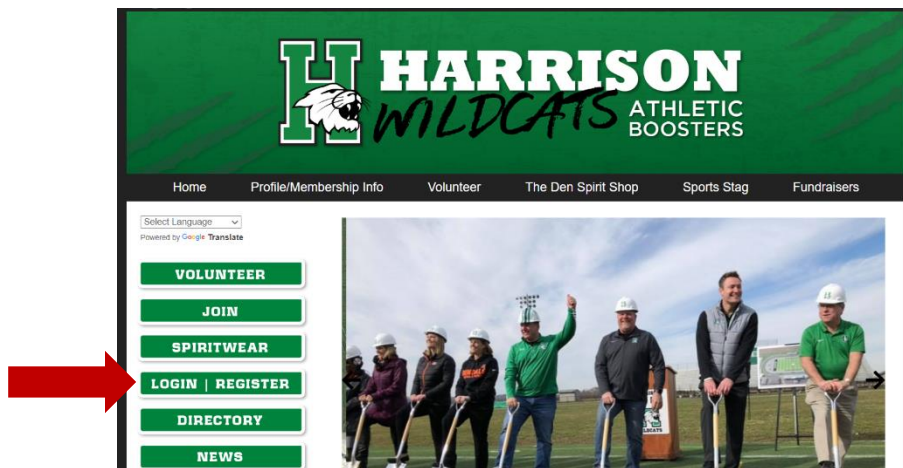 HARRISON
WILDCATS ATHLETIC BOOSTERS
Home Profile/Membership Info Volunteer The Den Spirit Shop Sports Stag Fundraisers
Select Language
Powered by Google Translate
VOLUNTEER
JOIN
SPIRITWEAR
LOGIN | REGISTER
DIRECTORY
NEWS